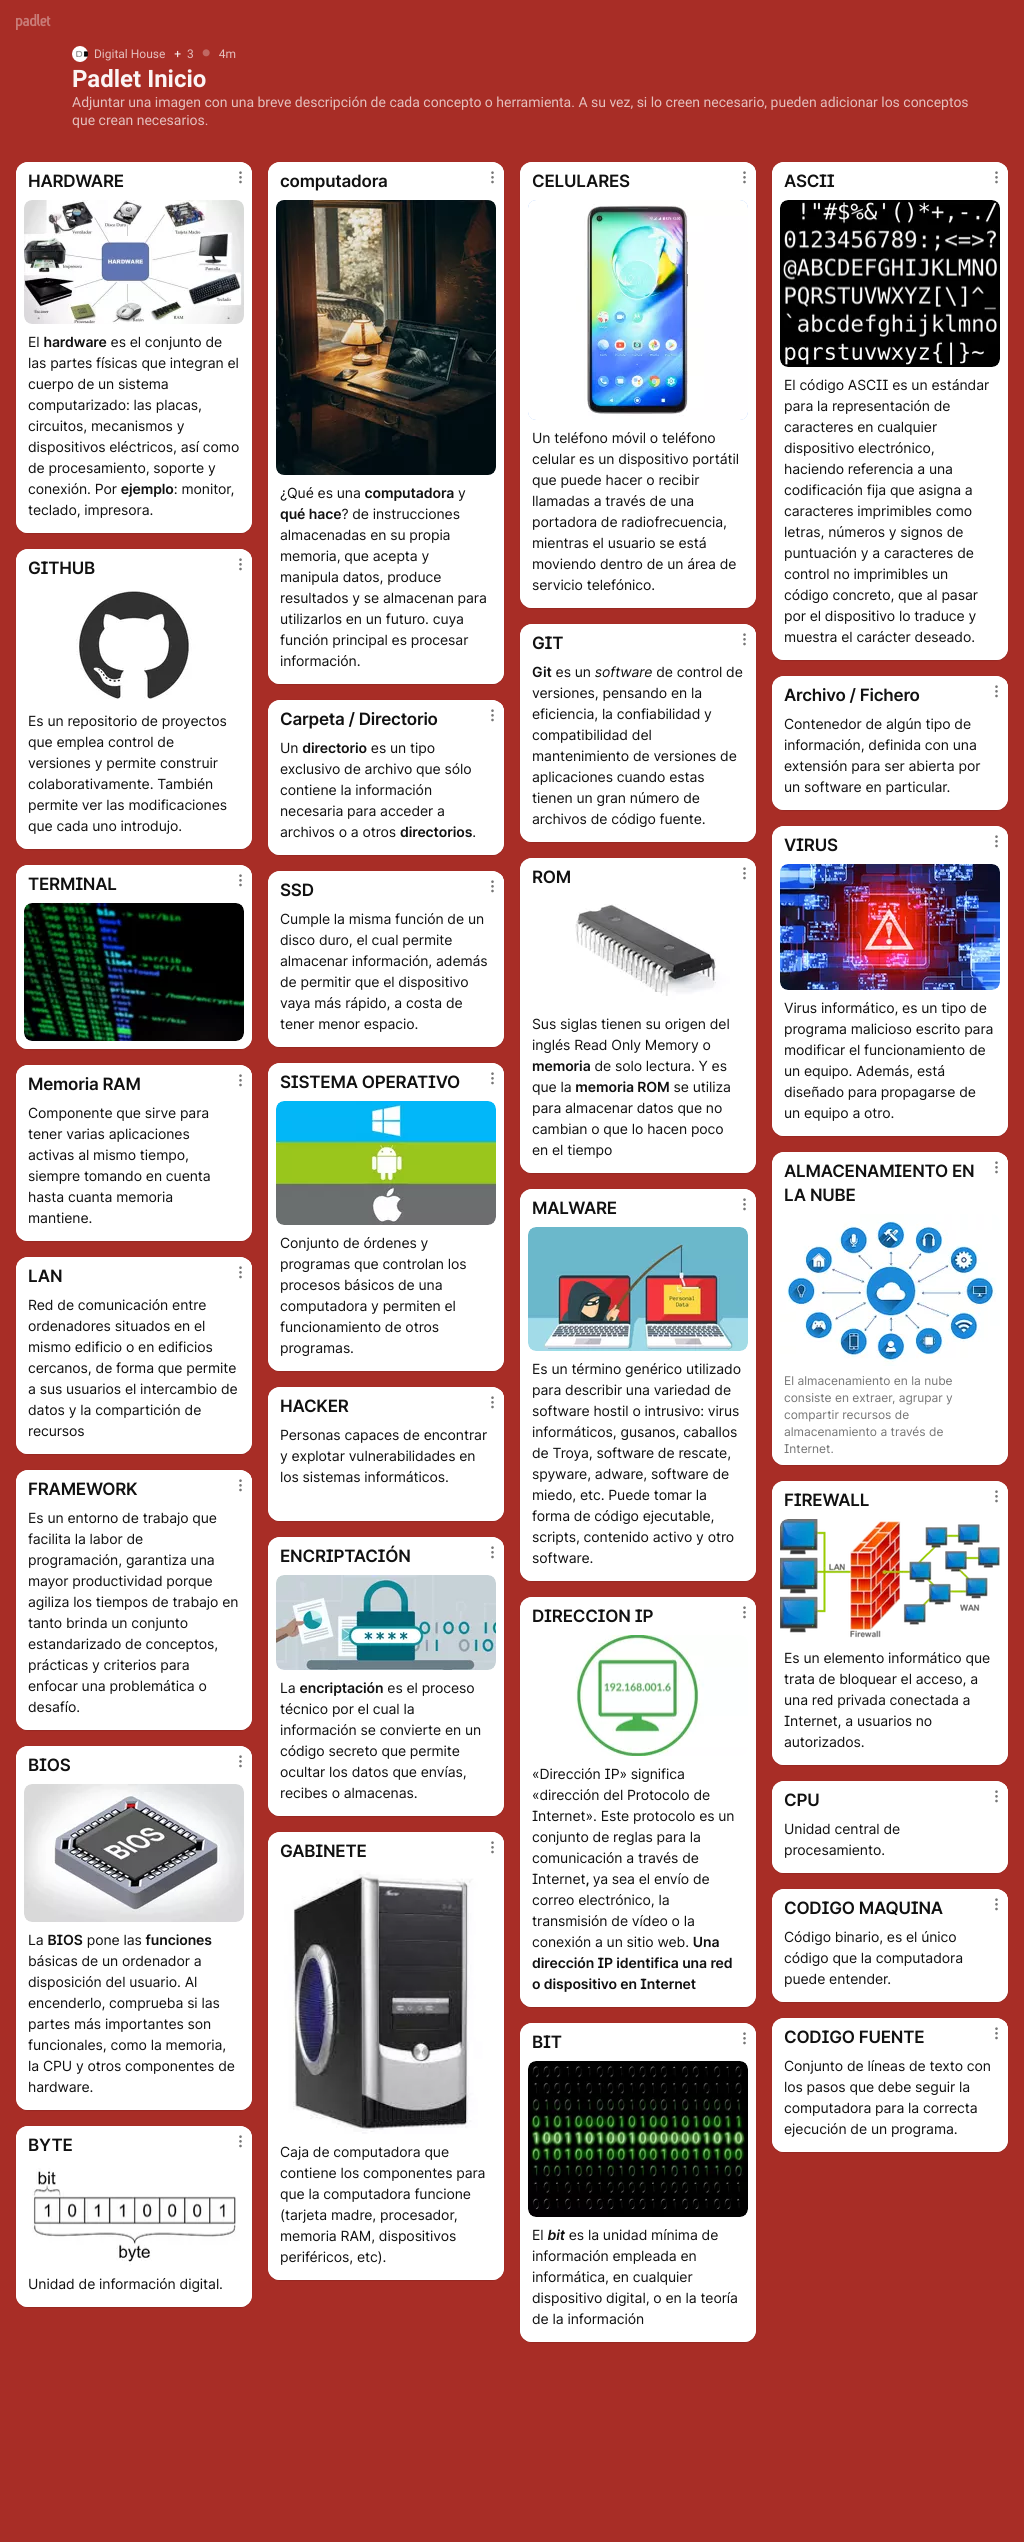 padlet
Digital House + 3 4m
Padlet Inicio
Adjuntar una imagen con una breve descripción de cada concepto o herramienta. A su vez, si lo creen necesario, pueden adicionar los conceptos
que crean necesarios.
HARDWARE
Ventilador
Disco Duro
Tarjeta Madre
Impresora
HARDWARE
Pantalla
Escaner
Procesador
Ratón
RAM
Teclado
El hardware es el conjunto de
las partes físicas que integran el
cuerpo de un sistema
computarizado: las placas,
circuitos, mecanismos y
dispositivos eléctricos, así como
de procesamiento, soporte y
conexión. Por ejemplo: monitor,
teclado, impresora.
GITHUB
Es un repositorio de proyectos
que emplea control de
versiones y permite construir
colaborativamente. También
permite ver las modificaciones
que cada uno introdujo.
TERMINAL
Memoria RAM
Componente que sirve para
tener varias aplicaciones
activas al mismo tiempo,
siempre tomando en cuenta
hasta cuanta memoria
mantiene.
LAN
Red de comunicación entre
ordenadores situados en el
mismo edificio o en edificios
cercanos, de forma que permite
a sus usuarios el intercambio de
datos y la compartición de
recursos
FRAMEWORK
Es un entorno de trabajo que
facilita la labor de
programación, garantiza una
mayor productividad porque
agiliza los tiempos de trabajo en
tanto brinda un conjunto
estandarizado de conceptos,
prácticas y criterios para
enfocar una problemática o
desafío.
BIOS
BIOS
La BIOS pone las funciones
básicas de un ordenador a
disposición del usuario. Al
encenderlo, comprueba si las
partes más importantes son
funcionales, como la memoria,
la CPU y otros componentes de
hardware.
BYTE
bit
1 0 1 1 0 0 0 1
byte
Unidad de información digital.
computadora
¿Qué es una computadora y
qué hace? de instrucciones
almacenadas en su propia
memoria, que acepta y
manipula datos, produce
resultados y se almacenan para
utilizarlos en un futuro. cuya
función principal es procesar
información.
Carpeta / Directorio
Un directorio es un tipo
exclusivo de archivo que sólo
contiene la información
necesaria para acceder a
archivos o a otros directorios.
SSD
Cumple la misma función de un
disco duro, el cual permite
almacenar información, además
de permitir que el dispositivo
vaya más rápido, a costa de
tener menor espacio.
SISTEMA OPERATIVO
Conjunto de órdenes y
programas que controlan los
procesos básicos de una
computadora y permiten el
funcionamiento de otros
programas.
HACKER
Personas capaces de encontrar
y explotar vulnerabilidades en
los sistemas informáticos.
ENCRIPTACIÓN
****
La encriptación es el proceso
técnico por el cual la
información se convierte en un
código secreto que permite
ocultar los datos que envías,
recibes o almacenas.
GABINETE
Caja de computadora que
contiene los componentes para
que la computadora funcione
(tarjeta madre, procesador,
memoria RAM, dispositivos
periféricos, etc).
CELULARES
Un teléfono móvil o teléfono
celular es un dispositivo portátil
que puede hacer o recibir
llamadas a través de una
portadora de radiofrecuencia,
mientras el usuario se está
moviendo dentro de un área de
servicio telefónico.
GIT
Git es un software de control de
versiones, pensando en la
eficiencia, la confiabilidad y
compatibilidad del
mantenimiento de versiones de
aplicaciones cuando estas
tienen un gran número de
archivos de código fuente.
ROM
Sus siglas tienen su origen del
inglés Read Only Memory o
memoria de solo lectura. Y es
que la memoria ROM se utiliza
para almacenar datos que no
cambian o que lo hacen poco
en el tiempo
MALWARE
Personal
Data
Es un término genérico utilizado
para describir una variedad de
software hostil o intrusivo: virus
informáticos, gusanos, caballos
de Troya, software de rescate,
spyware, adware, software de
miedo, etc. Puede tomar la
forma de código ejecutable,
scripts, contenido activo y otro
software.
DIRECCION IP
192.168.001.6
«Dirección IP» significa
«dirección del Protocolo de
Internet». Este protocolo es un
conjunto de reglas para la
comunicación a través de
Internet, ya sea el envío de
correo electrónico, la
transmisión de vídeo o la
conexión a un sitio web. Una
dirección IP identifica una red
o dispositivo en Internet
BIT
El bit es la unidad mínima de
información empleada en
informática, en cualquier
dispositivo digital, o en la teoría
de la información
ASCII
!"#$%&'()*+,-./
0123456789:;<=>?
@ABCDEFGHIJKLMNO
PQRSTUVWXYZ[\]^_
`abcdefghijklmno
pqrstuvwxyz{|}~
El código ASCII es un estándar
para la representación de
caracteres en cualquier
dispositivo electrónico,
haciendo referencia a una
codificación fija que asigna a
caracteres imprimibles como
letras, números y signos de
puntuación y a caracteres de
control no imprimibles un
código concreto, que al pasar
por el dispositivo lo traduce y
muestra el carácter deseado.
Archivo / Fichero
Contenedor de algún tipo de
información, definida con una
extensión para ser abierta por
un software en particular.
VIRUS
Virus informático, es un tipo de
programa malicioso escrito para
modificar el funcionamiento de
un equipo. Además, está
diseñado para propagarse de
un equipo a otro.
ALMACENAMIENTO EN
LA NUBE
El almacenamiento en la nube
consiste en extraer, agrupar y
compartir recursos de
almacenamiento a través de
Internet.
FIREWALL
LAN
WAN
Firewall
Es un elemento informático que
trata de bloquear el acceso, a
una red privada conectada a
Internet, a usuarios no
autorizados.
CPU
Unidad central de
procesamiento.
CODIGO MAQUINA
Código binario, es el único
código que la computadora
puede entender.
CODIGO FUENTE
Conjunto de líneas de texto con
los pasos que debe seguir la
computadora para la correcta
ejecución de un programa.